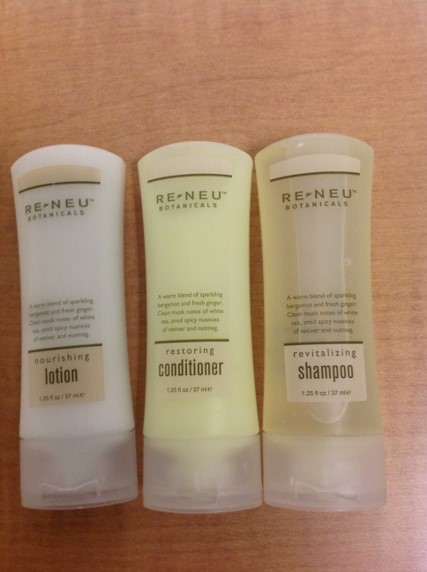 RE-NEU™
BOTANICALS
A warm blend of sparkling
bergamot and fresh ginger.
Clean musk notes of white
tea, amid spicy nuances
of vetiver and nutmeg.
nourishing
lotion
1.25 fl oz / 37 ml e
RE-NEU™
BOTANICALS
A warm blend of sparkling
bergamot and fresh ginger.
Clean musk notes of white
tea, amid spicy nuances
of vetiver and nutmeg.
restoring
conditioner
1.25 fl oz / 37 ml e
RE-NEU™
BOTANICALS
A warm blend of sparkling
bergamot and fresh ginger.
Clean musk notes of white
tea, amid spicy nuances
of vetiver and nutmeg.
revitalizing
shampoo
1.25 fl oz / 37 ml e